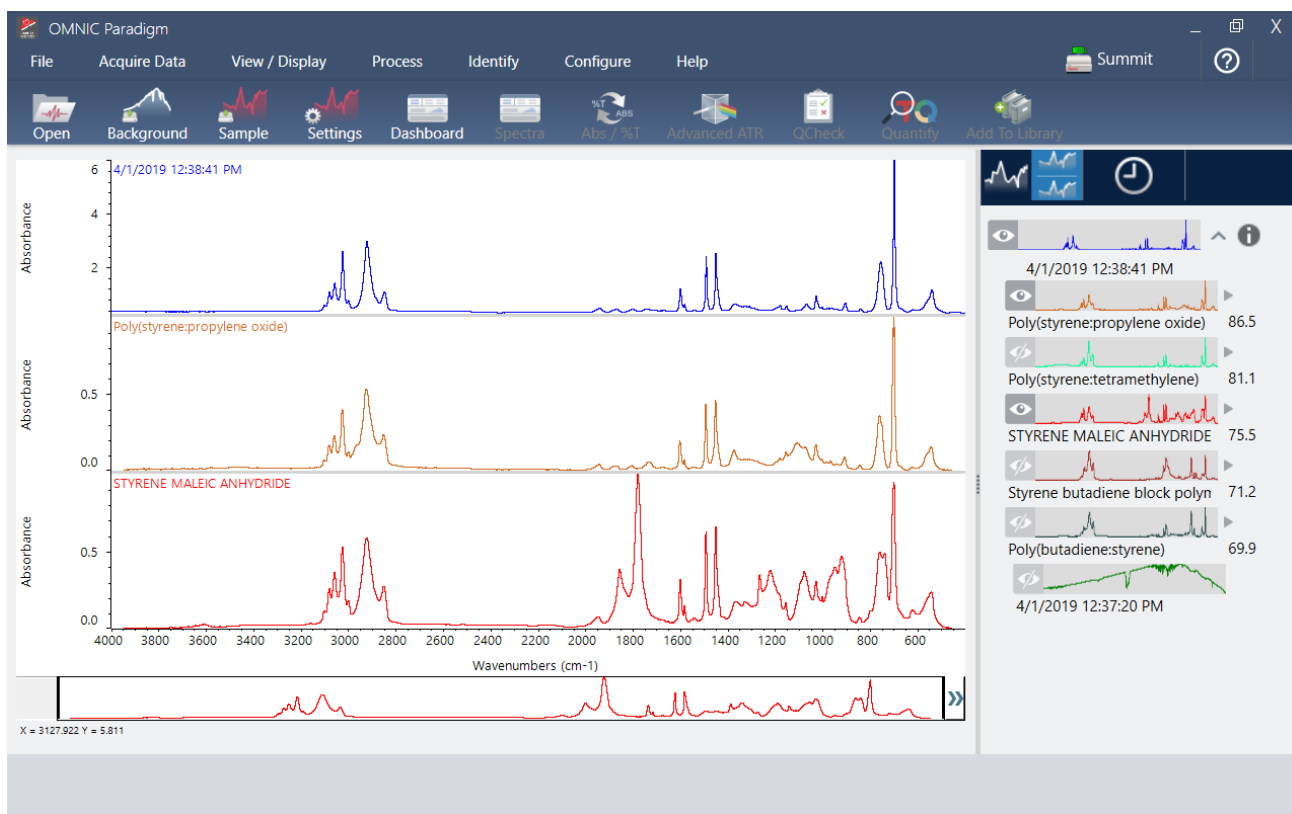 OMNIC Paradigm
_ X
File Acquire Data View / Display Process Identify Configure Help Summit ?
%T ABS
Open Background Sample Settings Dashboard Spectra Abs / %T Advanced ATR QCheck Quantify Add To Library
6 4/1/2019 12:38:41 PM
4
2
Absorbance
Poly(styrene:propylene oxide)
0.5
0.0
Absorbance
STYRENE MALEIC ANHYDRIDE
0.5
0.0
Absorbance
4000 3800 3600 3400 3200 3000 2800 2600 2400 2200 2000 1800 1600 1400 1200 1000 800 600
Wavenumbers (cm-1)
X = 3127.922 Y = 5.811
i
4/1/2019 12:38:41 PM
Poly(styrene:propylene oxide) 86.5
Poly(styrene:tetramethylene) 81.1
STYRENE MALEIC ANHYDRIDE 75.5
Styrene butadiene block polyn 71.2
Poly(butadiene:styrene) 69.9
4/1/2019 12:37:20 PM